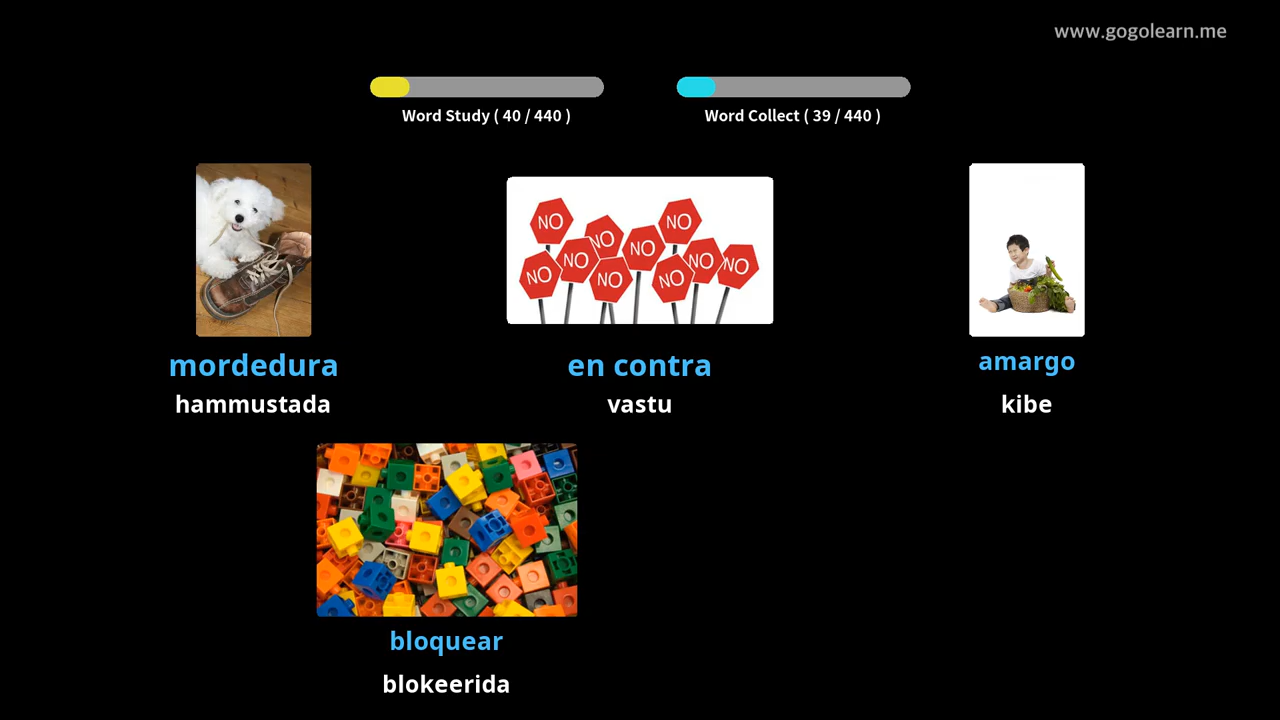 www.gogolearn.me
Word Study ( 40 / 440 )
Word Collect ( 39 / 440 )
NO
NO
NO
NO
NO
NO
NO
NO
NO
NO
mordedura
en contra
amargo
hammustada
vastu
kibe
bloquear
blokeerida